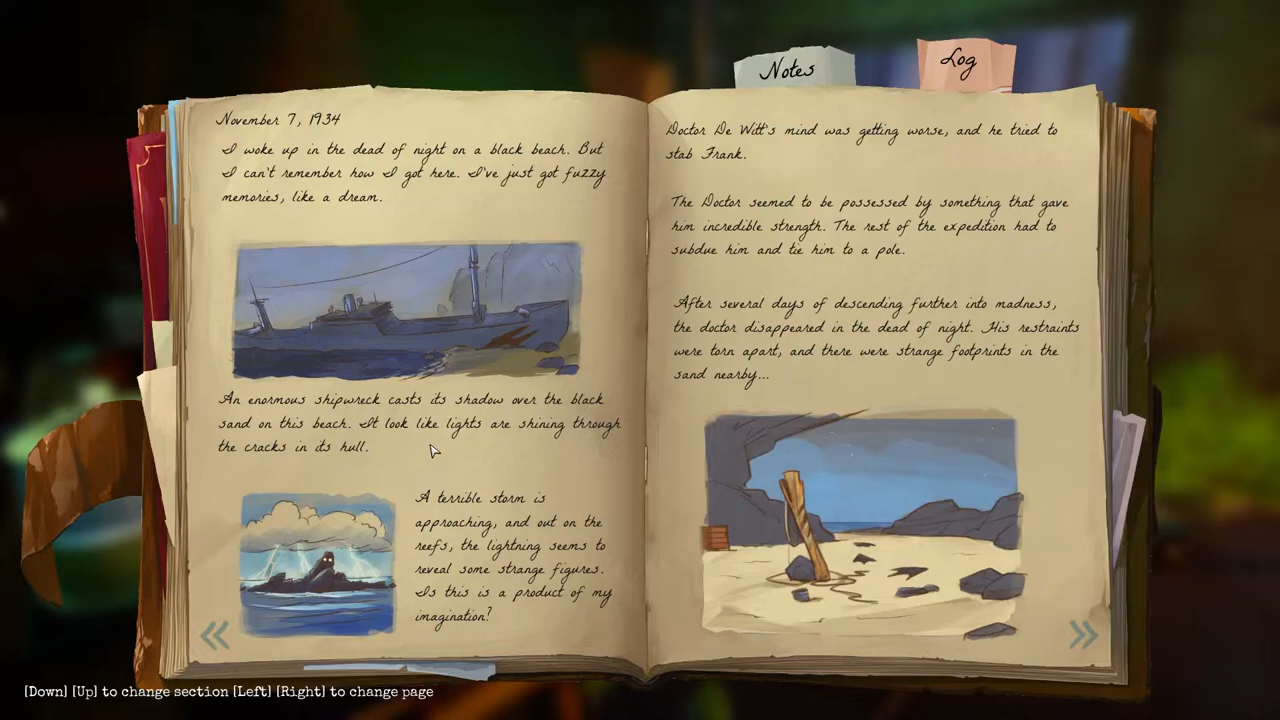 Notes
Log
November 7, 1934
I woke up in the dead of night on a black beach. But
I can't remember how I got here. I've just got fuzzy
memories, like a dream.
An enormous shipwreck casts its shadow over the black
sand on this beach. It look like lights are shining through
the cracks in its hull.
A terrible storm is
approaching, and out on the
reefs, the lightning seems to
reveal some strange figures.
Is this is a product of my
imagination?
Doctor De Witt's mind was getting worse, and he tried to
stab Frank.
The Doctor seemed to be possessed by something that gave
him incredible strength. The rest of the expedition had to
subdue him and tie him to a pole.
After several days of descending further into madness,
the doctor disappeared in the dead of night. His restraints
were torn apart, and there were strange footprints in the
sand nearby...
[Down] [Up] to change section [Left] [Right] to change page